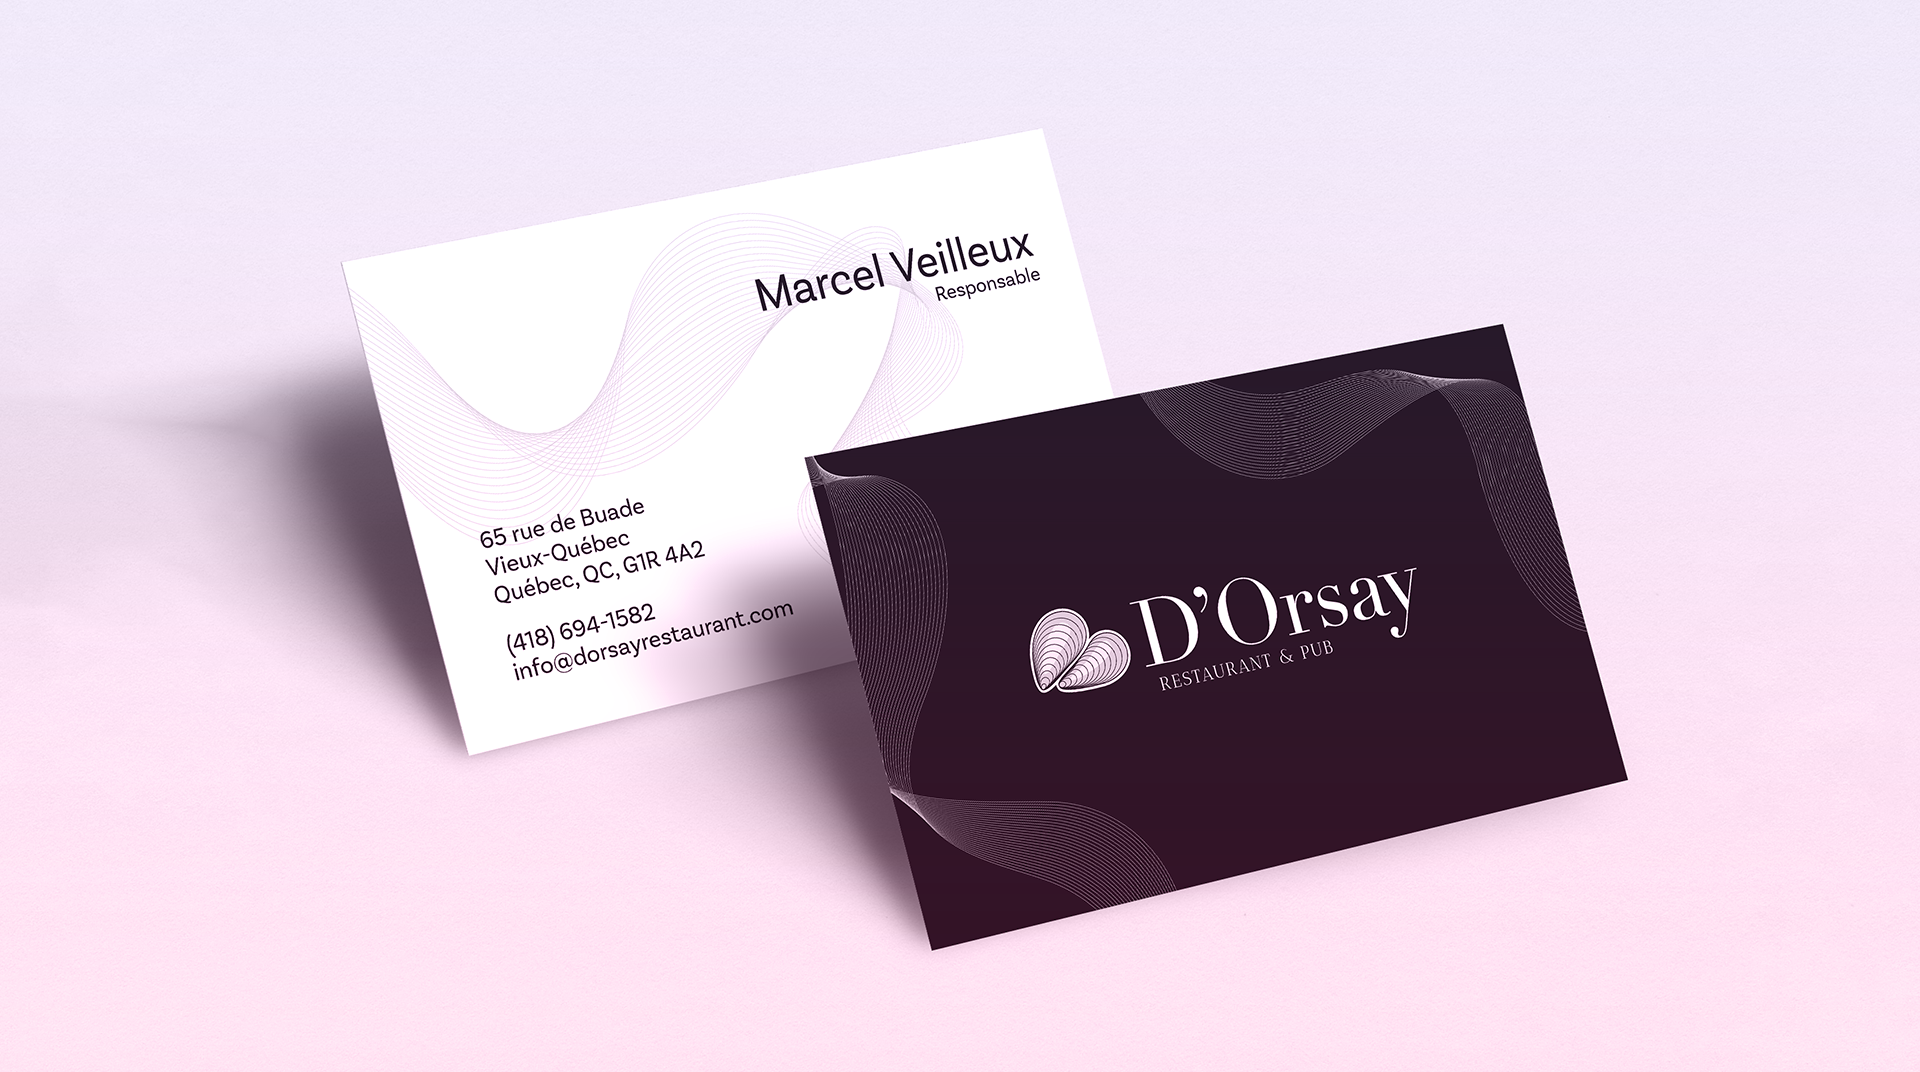 Marcel Veilleux
Responsable
65 rue de Buade
Vieux-Québec
Québec, QC, G1R 4A2
(418) 694-1582
info@dorsayrestaurant.com
D’Orsay
RESTAURANT & PUB